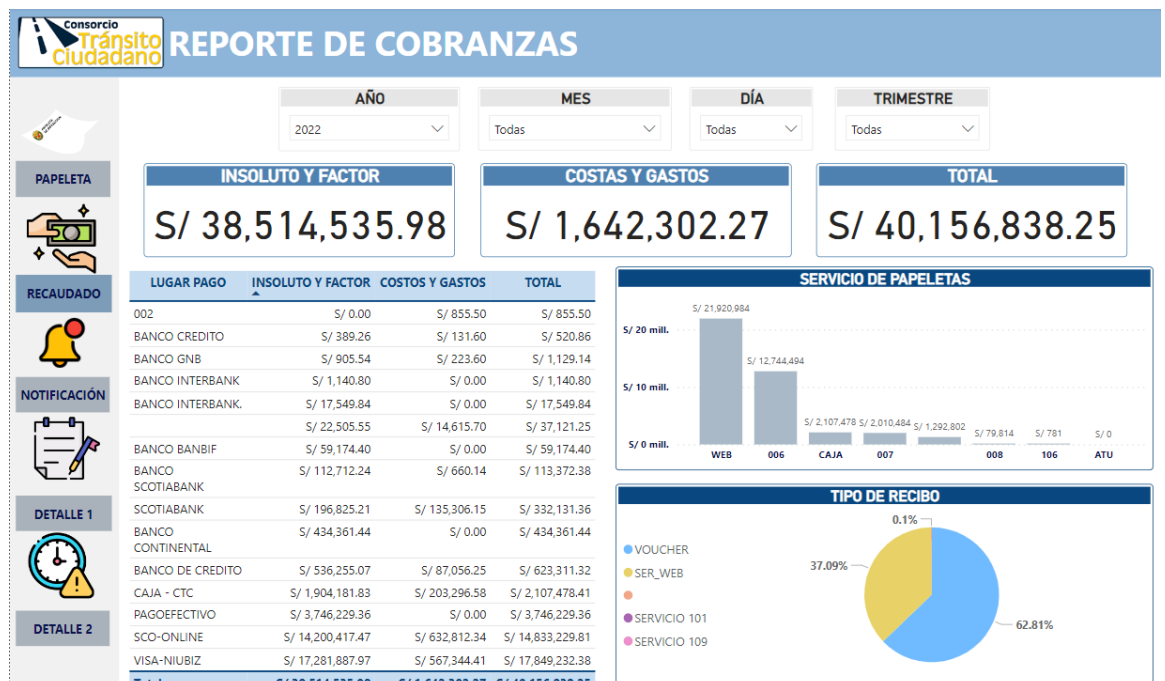 Consorcio
Tránsito
Ciudadano
REPORTE DE COBRANZAS
AÑO
2022
MES
Todas
DÍA
Todas
TRIMESTRE
Todas
PAPELETA
RECAUDADO
NOTIFICACIÓN
DETALLE 1
DETALLE 2
INSOLUTO Y FACTOR
S/ 38,514,535.98
COSTAS Y GASTOS
S/ 1,642,302.27
TOTAL
S/ 40,156,838.25
LUGAR PAGO INSOLUTO Y FACTOR COSTOS Y GASTOS TOTAL
002 S/ 0.00 S/ 855.50 S/ 855.50
BANCO CREDITO S/ 389.26 S/ 131.60 S/ 520.86
BANCO GNB S/ 905.54 S/ 223.60 S/ 1,129.14
BANCO INTERBANK S/ 1,140.80 S/ 0.00 S/ 1,140.80
BANCO INTERBANK. S/ 17,549.84 S/ 0.00 S/ 17,549.84
S/ 22,505.55 S/ 14,615.70 S/ 37,121.25
BANCO BANBIF S/ 59,174.40 S/ 0.00 S/ 59,174.40
BANCO S/ 112,712.24 S/ 660.14 S/ 113,372.38
SCOTIABANK
SCOTIABANK S/ 196,825.21 S/ 135,306.15 S/ 332,131.36
BANCO S/ 434,361.44 S/ 0.00 S/ 434,361.44
CONTINENTAL
BANCO DE CREDITO S/ 536,255.07 S/ 87,056.25 S/ 623,311.32
CAJA - CTC S/ 1,904,181.83 S/ 203,296.58 S/ 2,107,478.41
PAGOEFECTIVO S/ 3,746,229.36 S/ 0.00 S/ 3,746,229.36
SCO-ONLINE S/ 14,200,417.47 S/ 632,812.34 S/ 14,833,229.81
VISA-NIUBIZ S/ 17,281,887.97 S/ 567,344.41 S/ 17,849,232.38
Total S/ 38,514,535.98 S/ 1,642,302.27 S/ 40,156,838.25
SERVICIO DE PAPELETAS
S/ 20 mill.
S/ 10 mill.
S/ 0 mill.
S/ 21,920,984
S/ 12,744,494
S/ 2,107,478
S/ 2,010,484
S/ 1,292,802
S/ 79,814
S/ 781
S/ 0
WEB 006 CAJA 007 008 106 ATU
TIPO DE RECIBO
VOUCHER
SER_WEB
SERVICIO 101
SERVICIO 109
0.1%
37.09%
62.81%